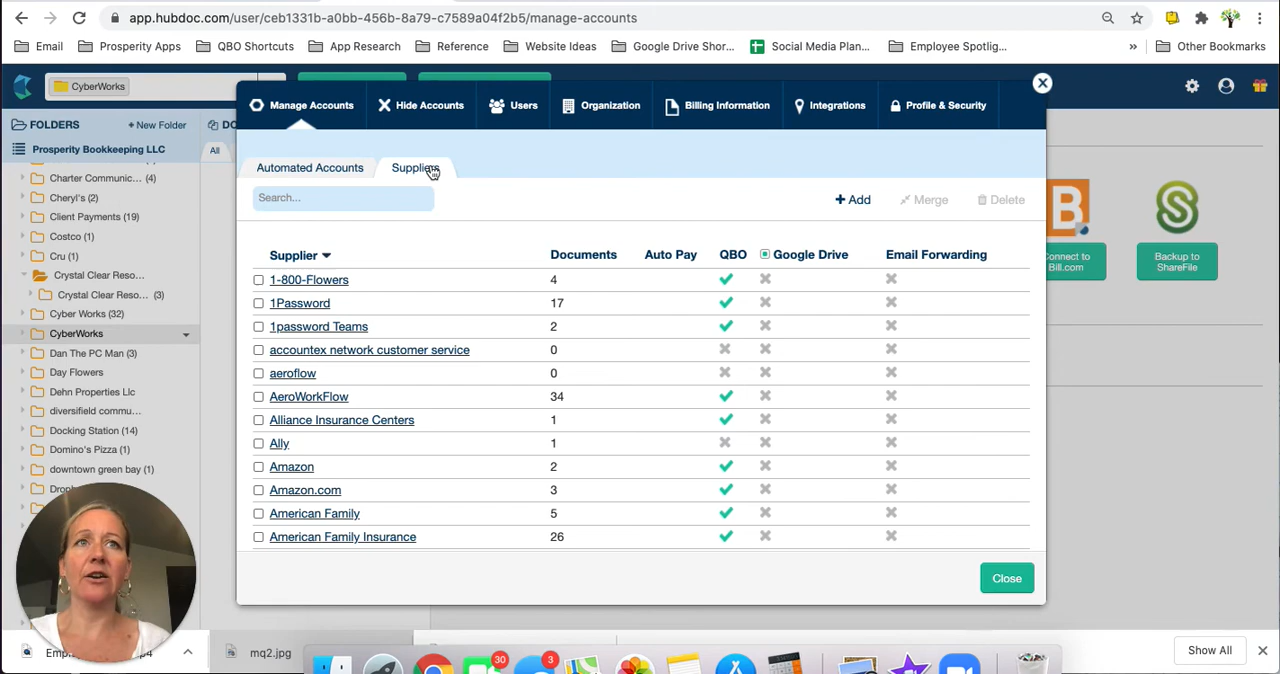 app.hubdoc.com/user/ceb1331b-a0bb-456b-8a79-c7589a04f2b5/manage-accounts
Email
Prosperity Apps
QBO Shortcuts
App Research
Reference
Website Ideas
Google Drive Shor...
Social Media Plan...
Employee Spotlig...
»
Other Bookmarks
CyberWorks
FOLDERS
+ New Folder
Prosperity Bookkeeping LLC
All
Charter Communic... (4)
Cheryl's (2)
Client Payments (19)
Costco (1)
Cru (1)
Crystal Clear Reso...
Crystal Clear Reso... (3)
Cyber Works (32)
CyberWorks
Dan The PC Man (3)
Day Flowers
Dehn Properties Llc
diversifield commu...
Docking Station (14)
Domino's Pizza (1)
downtown green bay (1)
Manage Accounts
Hide Accounts
Users
Organization
Billing Information
Integrations
Profile & Security
Automated Accounts
Suppliers
Search...
+ Add
Merge
Delete
Supplier
Documents
Auto Pay
QBO
Google Drive
Email Forwarding
1-800-Flowers 4
1Password 17
1password Teams 2
accountex network customer service 0
aeroflow 0
AeroWorkFlow 34
Alliance Insurance Centers 1
Ally 1
Amazon 2
Amazon.com 3
American Family 5
American Family Insurance 26
Close
B
Connect to
Bill.com
S
Backup to
ShareFile
mq2.jpg
Show All
30
3